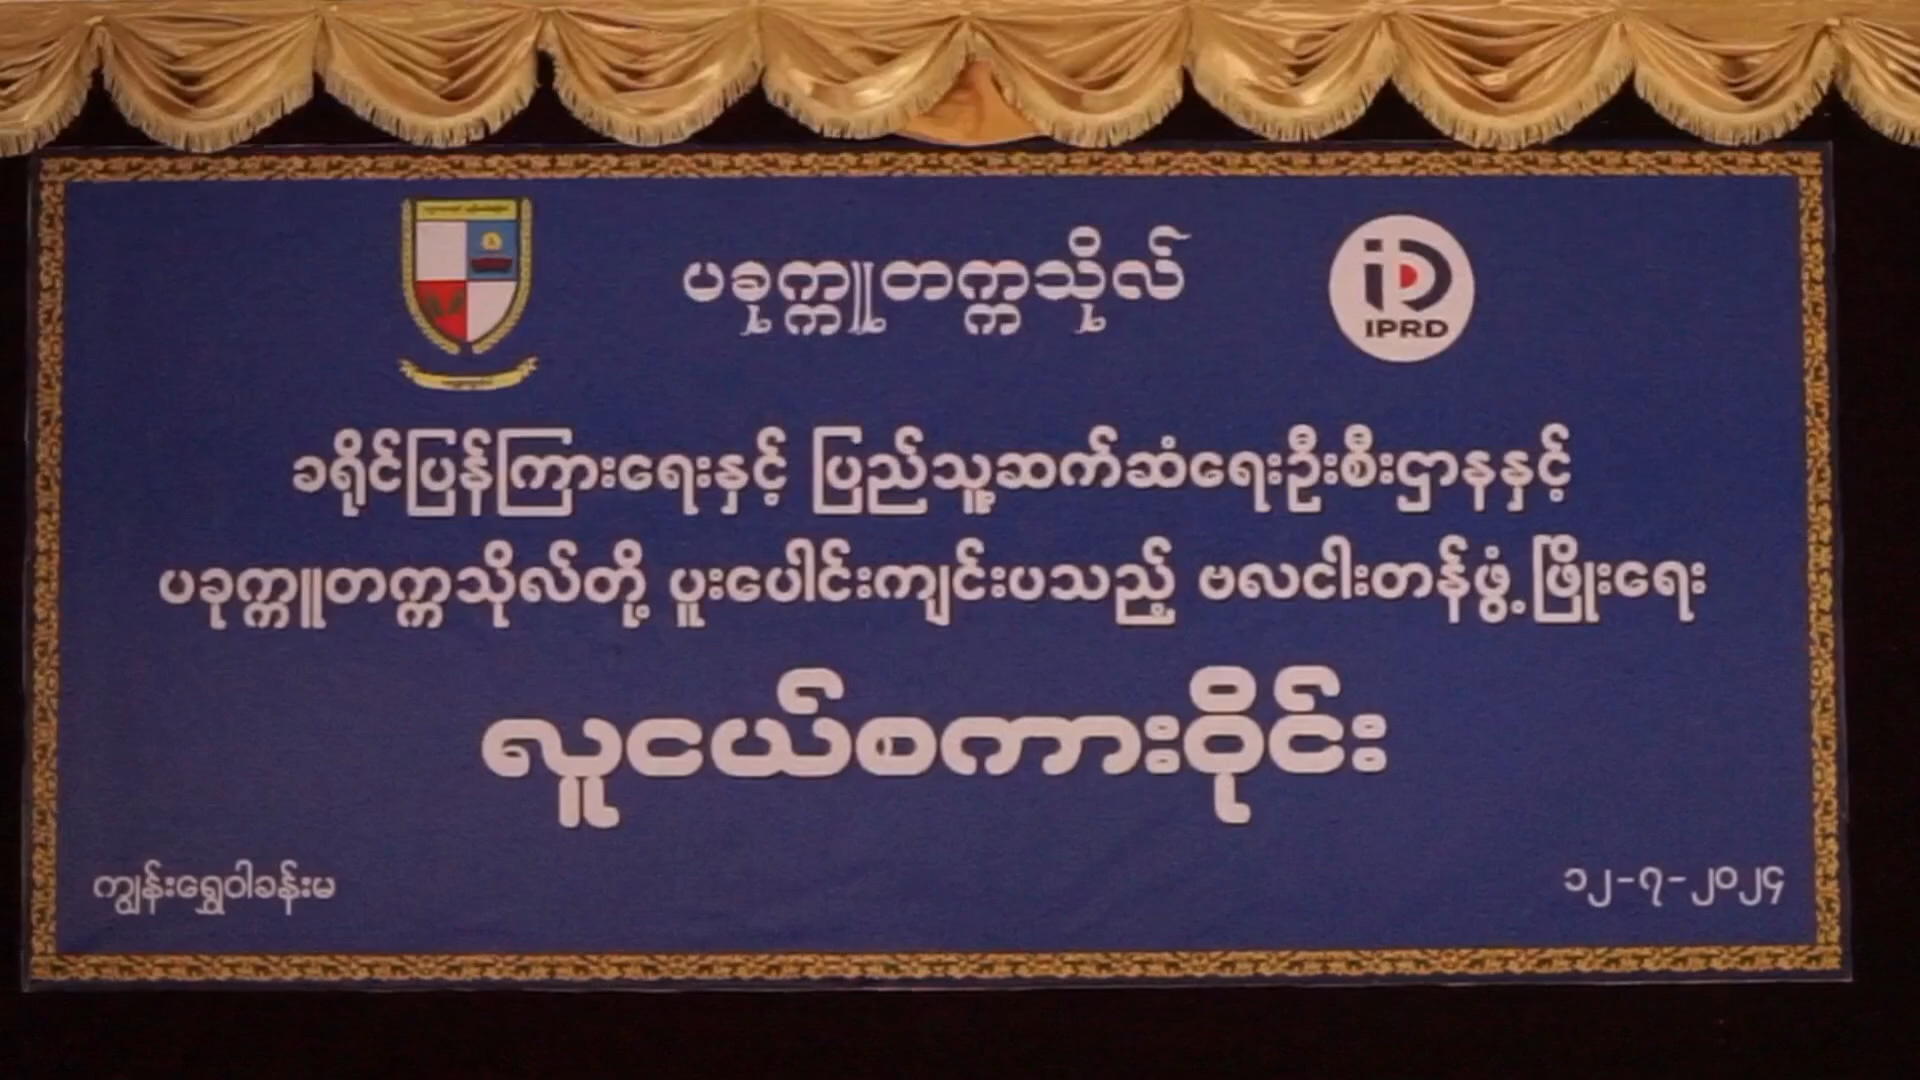 ပခုက္ကူတက္ကသိုလ်
IPRD
ခရိုင်ပြန်ကြားရေးနှင့် ပြည်သူ့ဆက်ဆံရေးဦးစီးဌာနနှင့်
ပခုက္ကူတက္ကသိုလ်တို့ ပူးပေါင်းကျင်းပသည့် ဗလငါးတန်ဖွံ့ဖြိုးရေး
လူငယ်စကားဝိုင်း
ကျွန်းရွှေဝါခန်းမ
၁၂-၇-၂၀၂၄